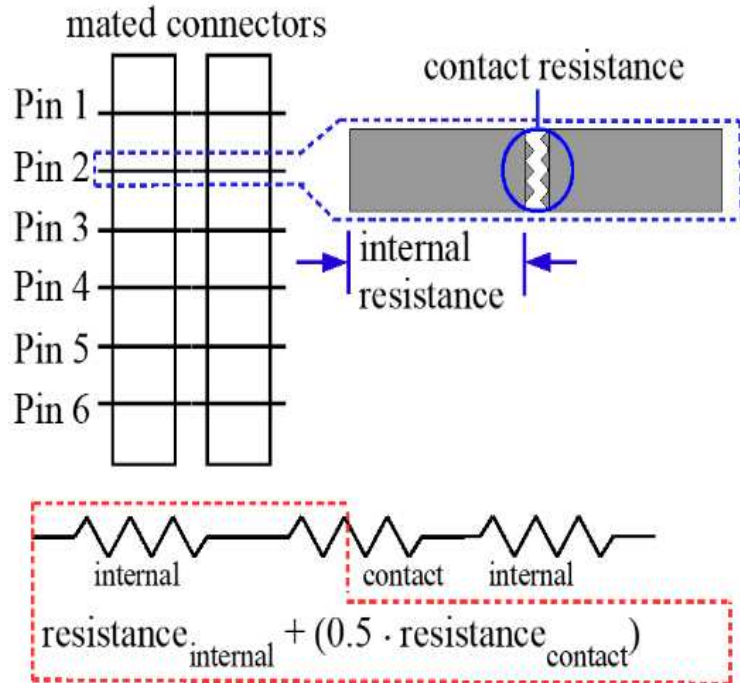 mated connectors
contact resistance
Pin 1
Pin 2
Pin 3
Pin 4
Pin 5
Pin 6
internal
resistance
internal
contact
internal
resistance internal + (0.5 · resistance contact)